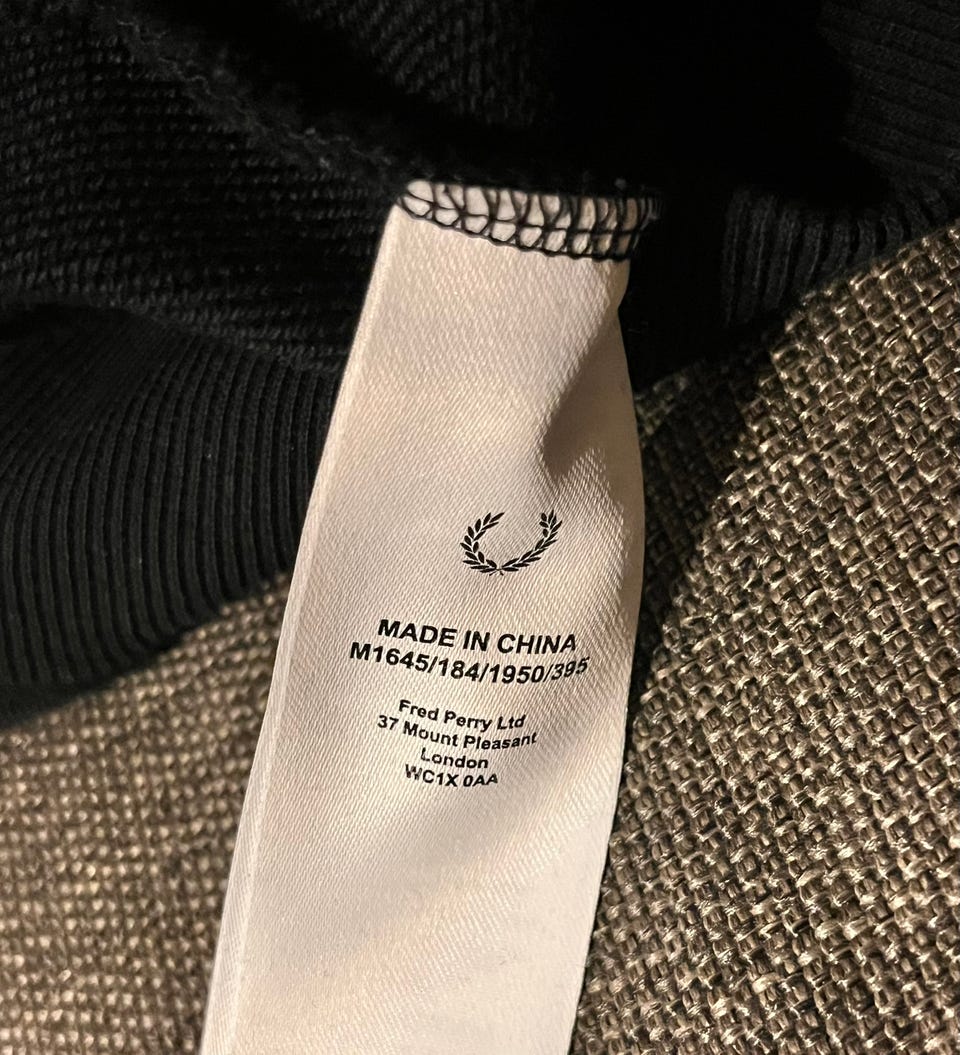 MADE IN CHINA
M1645/184/1950/395
Fred Perry Ltd
37 Mount Pleasant
London
WC1X 0AA